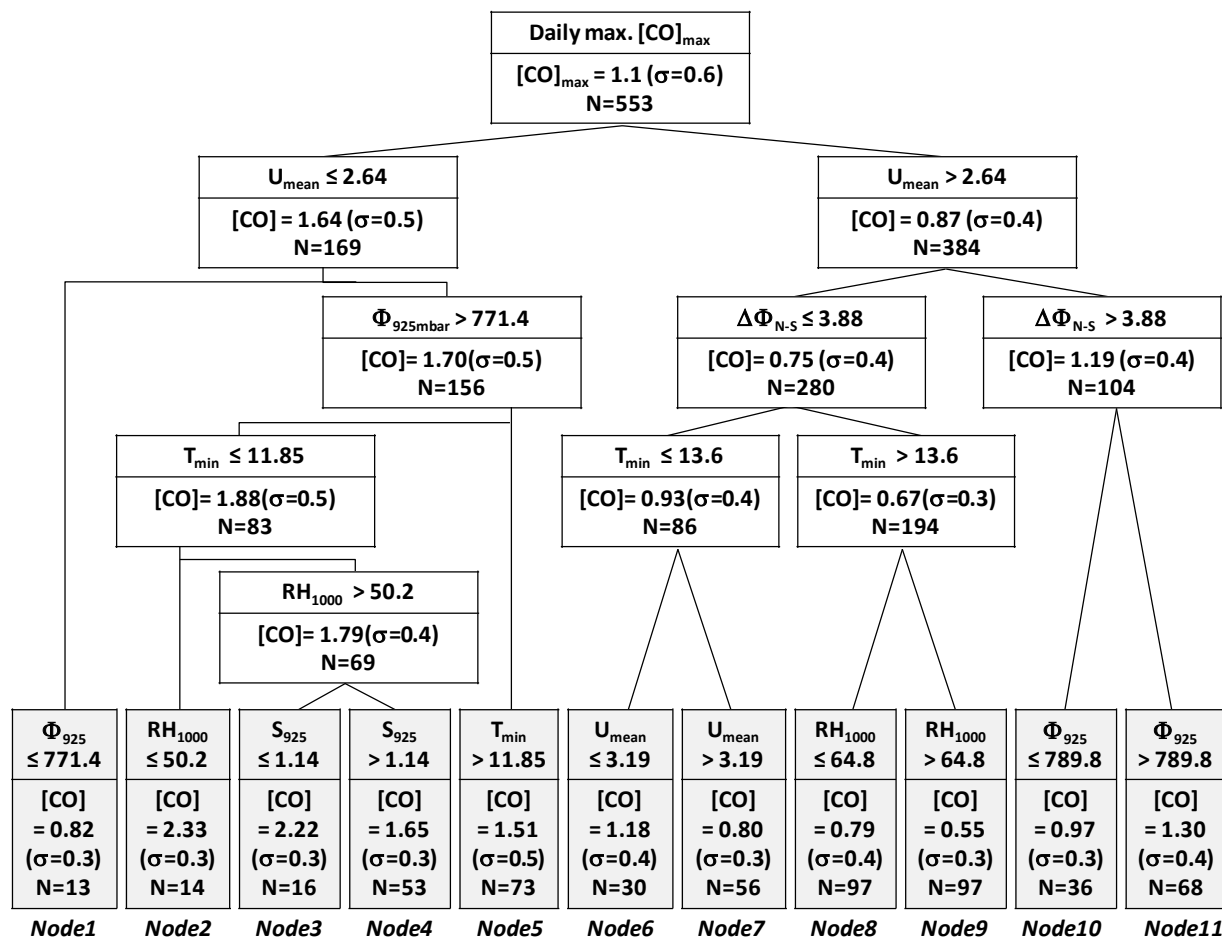 Daily max. [CO]max
[CO]max = 1.1 (σ=0.6)
N=553
Umean ≤ 2.64
[CO] = 1.64 (σ=0.5)
N=169
Umean > 2.64
[CO] = 0.87 (σ=0.4)
N=384
Φ925mbar > 771.4
[CO]= 1.70(σ=0.5)
N=156
ΔΦN-S ≤ 3.88
[CO]= 0.75 (σ=0.4)
N=280
ΔΦN-S > 3.88
[CO]= 1.19 (σ=0.4)
N=104
Tmin ≤ 11.85
[CO]= 1.88(σ=0.5)
N=83
Tmin ≤ 13.6
[CO]= 0.93(σ=0.4)
N=86
Tmin > 13.6
[CO]= 0.67(σ=0.3)
N=194
RH1000 > 50.2
[CO]= 1.79(σ=0.4)
N=69
Φ925
≤ 771.4
[CO]
= 0.82
(σ=0.3)
N=13
Node1
RH1000
≤ 50.2
[CO]
= 2.33
(σ=0.3)
N=14
Node2
S925
≤ 1.14
[CO]
= 2.22
(σ=0.3)
N=16
Node3
S925
> 1.14
[CO]
= 1.65
(σ=0.3)
N=53
Node4
Tmin
> 11.85
[CO]
= 1.51
(σ=0.5)
N=73
Node5
Umean
≤ 3.19
[CO]
= 1.18
(σ=0.4)
N=30
Node6
Umean
> 3.19
[CO]
= 0.80
(σ=0.3)
N=56
Node7
RH1000
≤ 64.8
[CO]
= 0.79
(σ=0.4)
N=97
Node8
RH1000
> 64.8
[CO]
= 0.55
(σ=0.3)
N=97
Node9
Φ925
≤ 789.8
[CO]
= 0.97
(σ=0.3)
N=36
Node10
Φ925
> 789.8
[CO]
= 1.30
(σ=0.4)
N=68
Node11